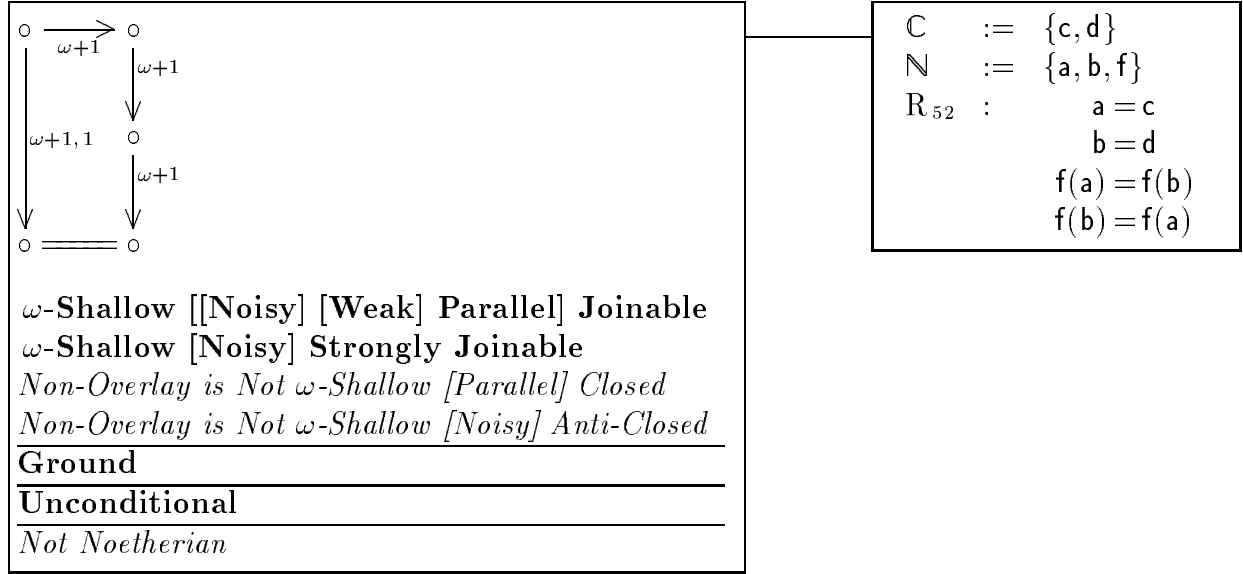 ω+1
ω+1
ω+1,1
ω+1
ω-Shallow [[Noisy] [Weak] Parallel] Joinable
ω-Shallow [Noisy] Strongly Joinable
Non-Overlay is Not ω-Shallow [Parallel] Closed
Non-Overlay is Not ω-Shallow [Noisy] Anti-Closed
Ground
Unconditional
Not Noetherian
ℂ := {c, d}
ℕ := {a, b, f}
R₅₂ : a = c
b = d
f(a) = f(b)
f(b) = f(a)